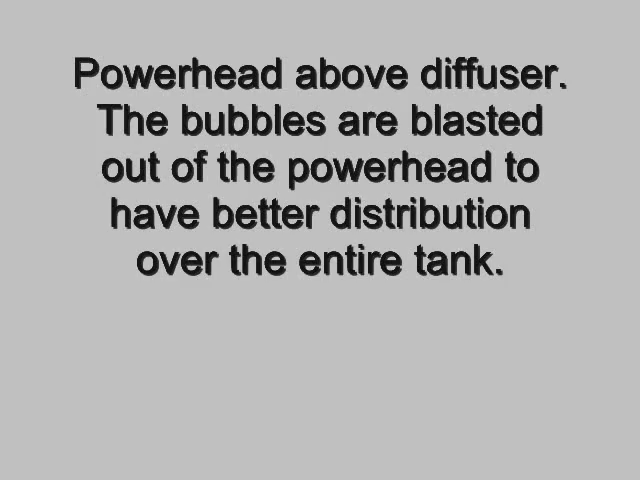 Powerhead above diffuser.
The bubbles are blasted
out of the powerhead to
have better distribution
over the entire tank.